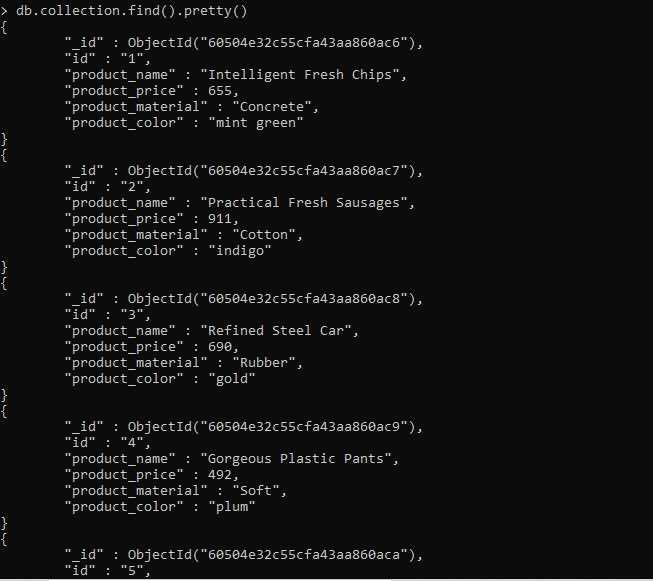 > db.collection.find().pretty()
{
        "_id" : ObjectId("60504e32c55cfa43aa860ac6"),
        "id" : "1",
        "product_name" : "Intelligent Fresh Chips",
        "product_price" : 655,
        "product_material" : "Concrete",
        "product_color" : "mint green"
}
{
        "_id" : ObjectId("60504e32c55cfa43aa860ac7"),
        "id" : "2",
        "product_name" : "Practical Fresh Sausages",
        "product_price" : 911,
        "product_material" : "Cotton",
        "product_color" : "indigo"
}
{
        "_id" : ObjectId("60504e32c55cfa43aa860ac8"),
        "id" : "3",
        "product_name" : "Refined Steel Car",
        "product_price" : 690,
        "product_material" : "Rubber",
        "product_color" : "gold"
}
{
        "_id" : ObjectId("60504e32c55cfa43aa860ac9"),
        "id" : "4",
        "product_name" : "Gorgeous Plastic Pants",
        "product_price" : 492,
        "product_material" : "Soft",
        "product_color" : "plum"
}
{
        "_id" : ObjectId("60504e32c55cfa43aa860aca"),
        "id" : "5",